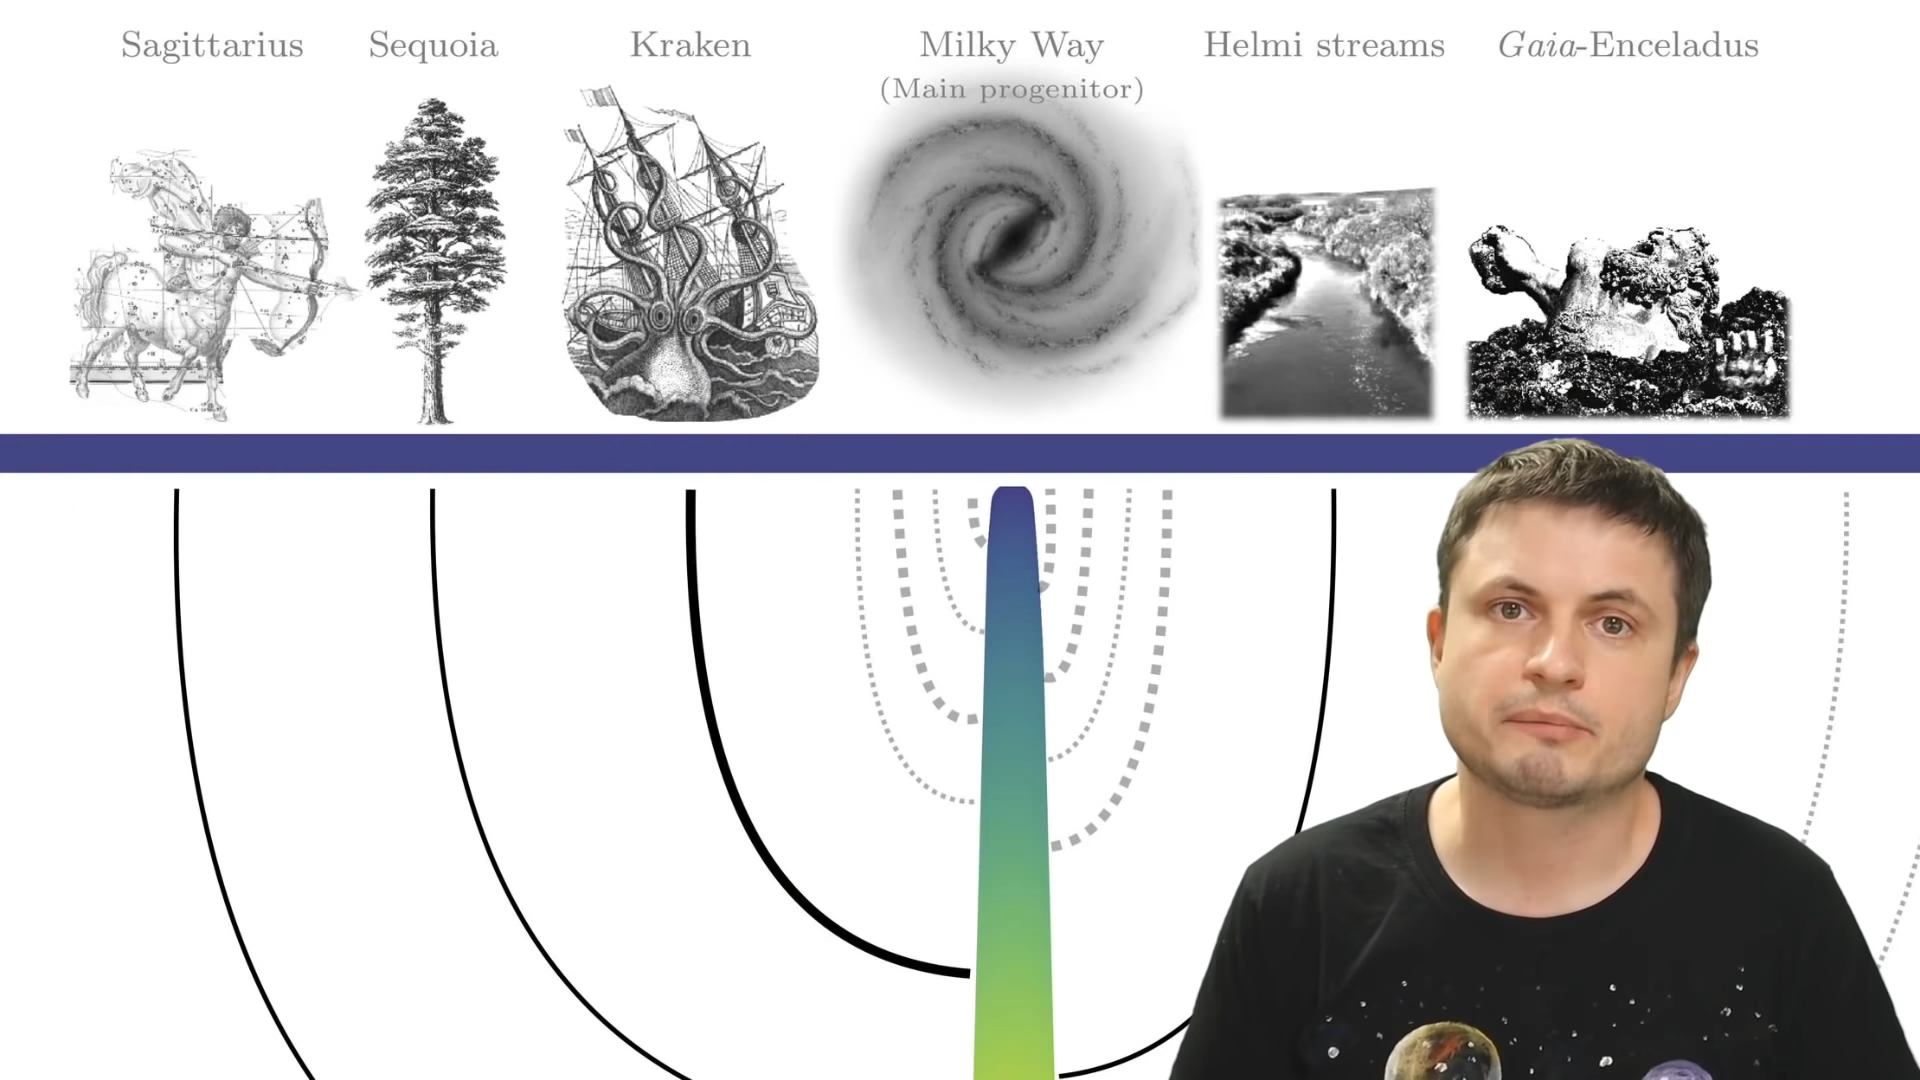 Sagittarius
Sequoia
Kraken
Milky Way
(Main progenitor)
Helmi streams
Gaia-Enceladus